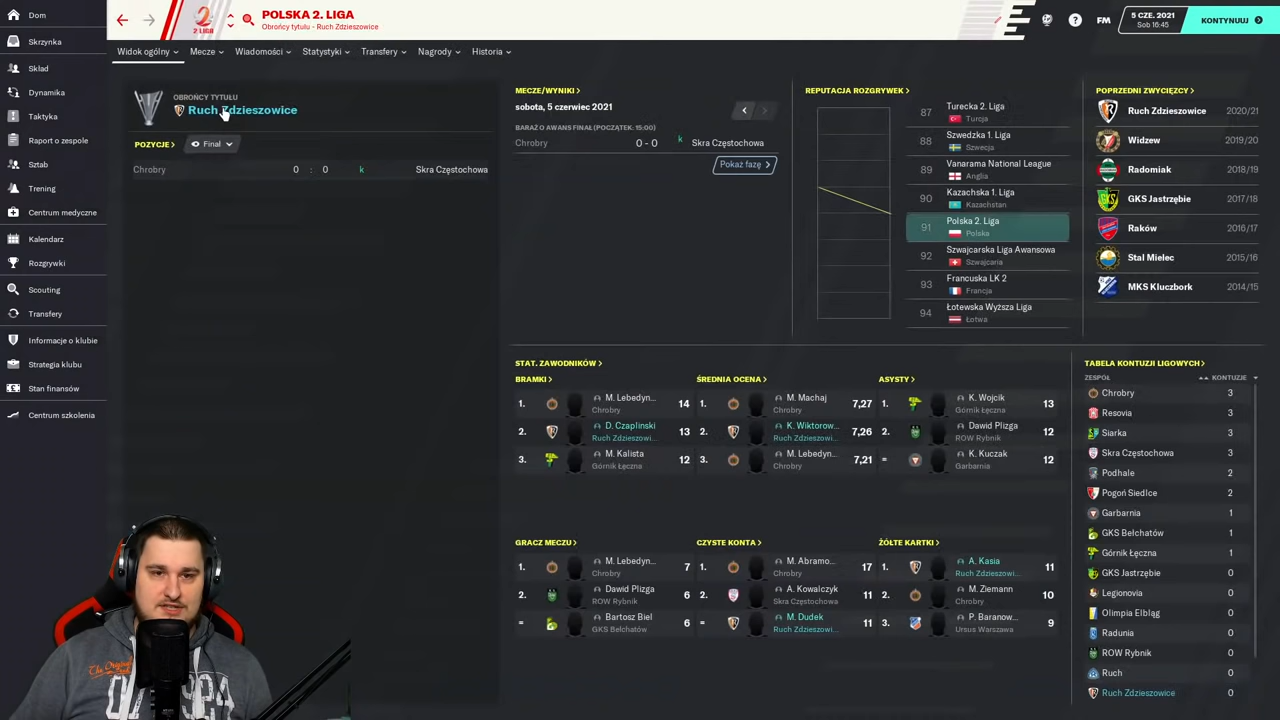 Dom
Skrzynka
Skład
Dynamika
Taktyka
Raport o zespole
Sztab
Trening
Centrum medyczne
Kalendarz
Rozgrywki
Scouting
Transfery
Informacje o klubie
Strategia klubu
Stan finansów
Centrum szkolenia
2 LIGA
POLSKA 2. LIGA
Obrońcy tytułu - Ruch Zdzieszowice
FM
5 CZE. 2021
Sob 16:45
KONTYNUUJ
Widok ogólny
Mecze
Wiadomości
Statystyki
Transfery
Nagrody
Historia
OBROŃCY TYTUŁU
Ruch Zdzieszowice
POZYCJE
Final
Chrobry 0 : 0 k Skra Częstochowa
MECZE/WYNIKI
sobota, 5 czerwiec 2021
BARAŻ O AWANS FINAŁ (POCZĄTEK: 15:00)
Chrobry 0 - 0 k Skra Częstochowa
Pokaż fazę
REPUTACJA ROZGRYWEK
87 Turecka 2. Liga
Turcja
88 Szwedzka 1. Liga
Szwecja
89 Vanarama National League
Anglia
90 Kazachska 1. Liga
Kazachstan
91 Polska 2. Liga
Polska
92 Szwajcarska Liga Awansowa
Szwajcaria
93 Francuska LK 2
Francja
94 Łotewska Wyższa Liga
Łotwa
POPRZEDNI ZWYCIĘZCY
Ruch Zdzieszowice 2020/21
Widzew 2019/20
Radomiak 2018/19
GKS Jastrzębie 2017/18
Raków 2016/17
Stal Mielec 2015/16
MKS Kluczbork 2014/15
STAT. ZAWODNIKÓW
BRAMKI
1. M. Lebedyn... 14
Chrobry
2. D. Czaplinski 13
Ruch Zdzieszowi...
3. M. Kalista 12
Górnik Łęczna
ŚREDNIA OCENA
1. M. Machaj 7,27
Chrobry
2. K. Wiktorow... 7,26
Ruch Zdzieszowi...
3. M. Lebedyn... 7,21
Chrobry
ASYSTY
1. K. Wojcik 13
Górnik Łęczna
2. Dawid Plizga 12
ROW Rybnik
= K. Kuczak 12
Garbarnia
GRACZ MECZU
1. M. Lebedyn... 7
Chrobry
2. Dawid Plizga 6
ROW Rybnik
= Bartosz Biel 6
GKS Bełchatów
CZYSTE KONTA
1. M. Abramo... 17
Chrobry
2. A. Kowalczyk 11
Skra Częstochowa
= M. Dudek 11
Ruch Zdzieszowi...
ŻÓŁTE KARTKI
1. A. Kasia 11
Ruch Zdzieszowi...
2. M. Ziemann 10
Chrobry
3. P. Baranow... 9
Ursus Warszawa
TABELA KONTUZJI LIGOWYCH
ZESPÓŁ KONTUZJE
Chrobry 3
Resovia 3
Siarka 3
Skra Częstochowa 3
Podhale 2
Pogoń Siedlce 2
Garbarnia 1
GKS Bełchatów 1
Górnik Łęczna 1
GKS Jastrzębie 0
Legionovia 0
Olimpia Elbląg 0
Radunia 0
ROW Rybnik 0
Ruch 0
Ruch Zdzieszowice 0